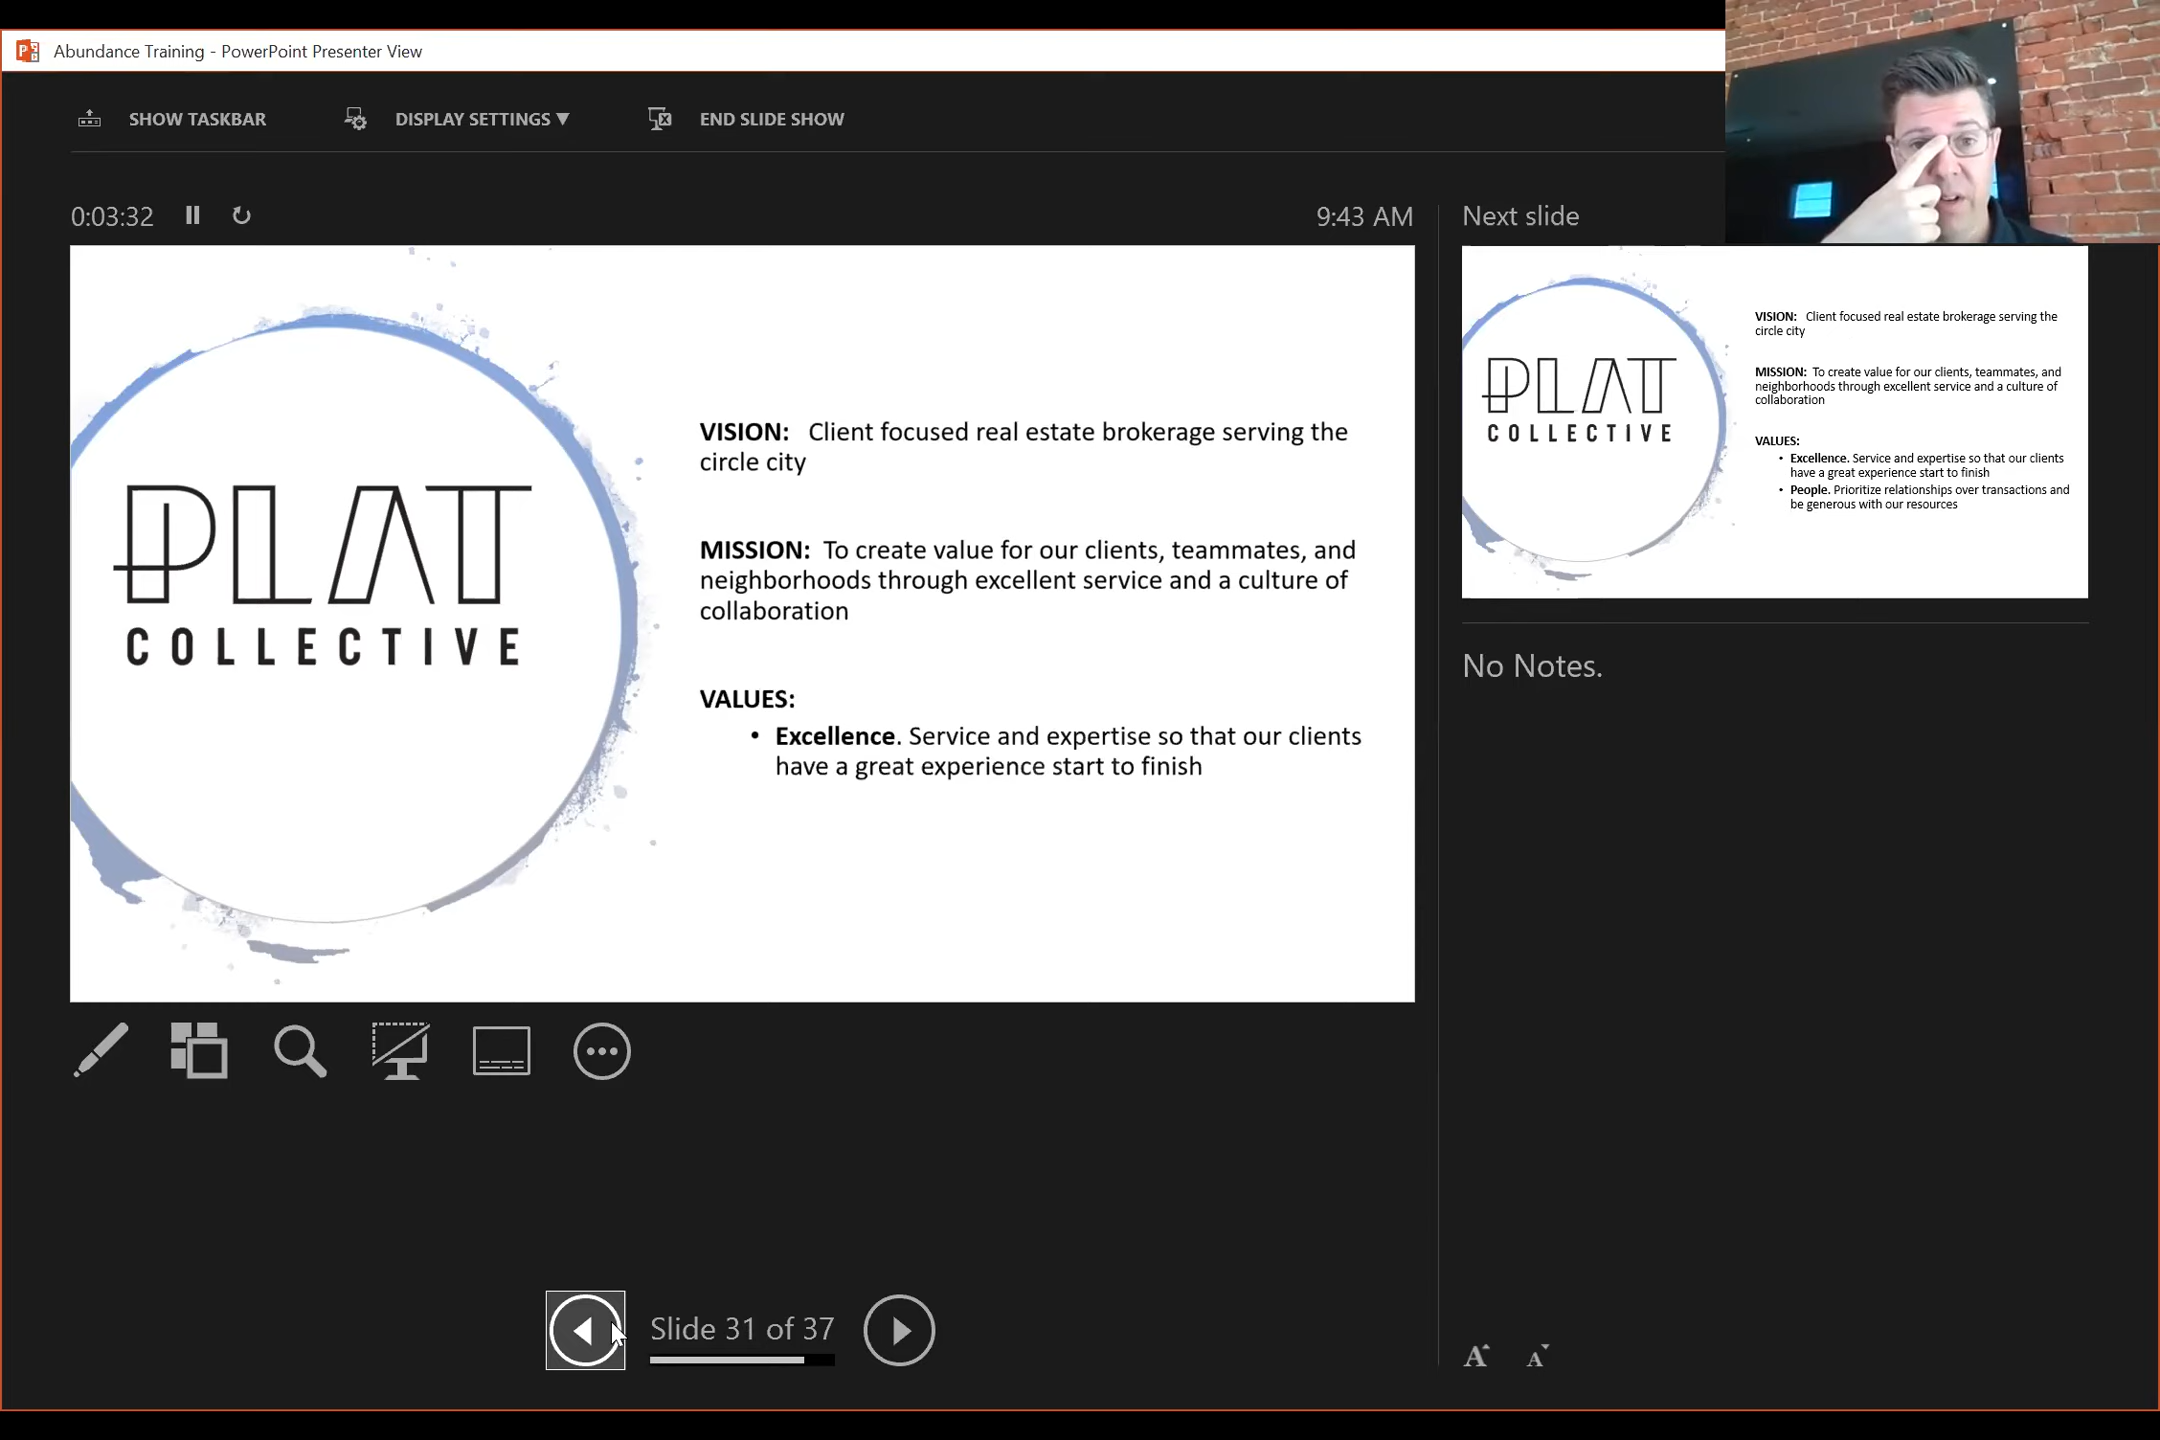 Abundance Training - PowerPoint Presenter View
SHOW TASKBAR
DISPLAY SETTINGS ▼
END SLIDE SHOW
0:03:32
9:43 AM
PLAT
COLLECTIVE
VISION: Client focused real estate brokerage serving the
circle city
MISSION: To create value for our clients, teammates, and
neighborhoods through excellent service and a culture of
collaboration
VALUES:
• Excellence. Service and expertise so that our clients
have a great experience start to finish
Slide 31 of 37
Next slide
PLAT
COLLECTIVE
VISION: Client focused real estate brokerage serving the
circle city
MISSION: To create value for our clients, teammates, and
neighborhoods through excellent service and a culture of
collaboration
VALUES:
• Excellence. Service and expertise so that our clients
have a great experience start to finish
• People. Prioritize relationships over transactions and
be generous with our resources
No Notes.
A A